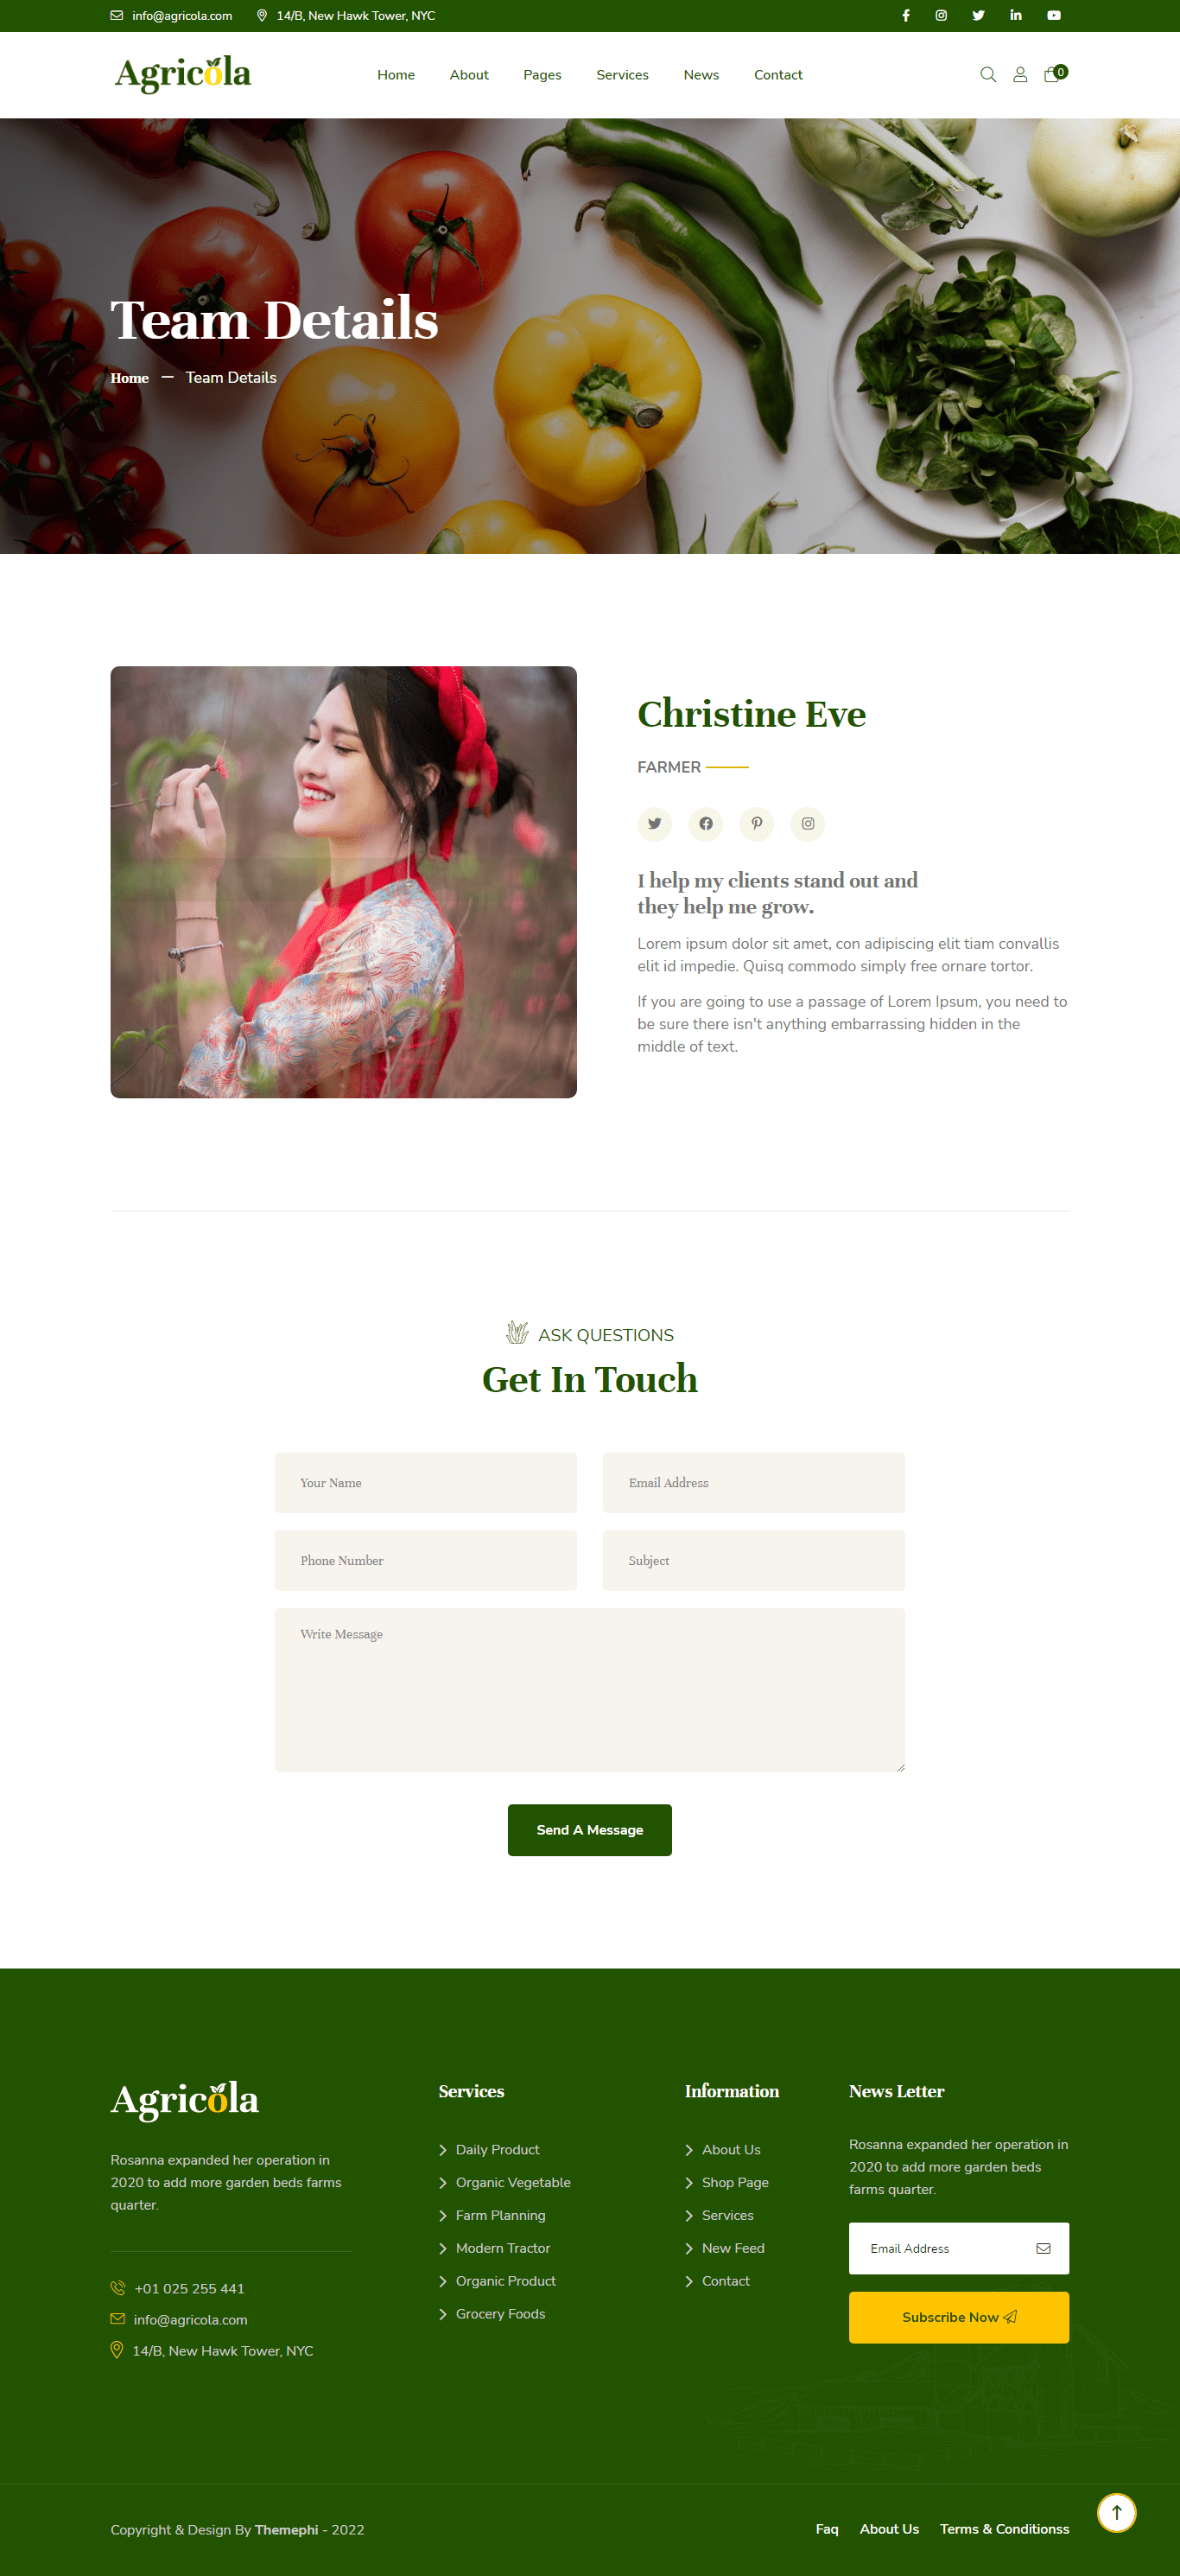 info@agricola.com 14/B, New Hawk Tower, NYC
Agricola Home About Pages Services News Contact 0
Team Details
Home — Team Details
Christine Eve
FARMER
I help my clients stand out and
they help me grow.
Lorem ipsum dolor sit amet, con adipiscing elit tiam convallis
elit id impedie. Quisq commodo simply free ornare tortor.
If you are going to use a passage of Lorem Ipsum, you need to
be sure there isn't anything embarrassing hidden in the
middle of text.
ASK QUESTIONS
Get In Touch
Your Name Email Address
Phone Number Subject
Write Message
Send A Message
Agricola
Rosanna expanded her operation in
2020 to add more garden beds farms
quarter.
+01 025 255 441
info@agricola.com
14/B, New Hawk Tower, NYC
Services
Daily Product
Organic Vegetable
Farm Planning
Modern Tractor
Organic Product
Grocery Foods
Information
About Us
Shop Page
Services
New Feed
Contact
News Letter
Rosanna expanded her operation in
2020 to add more garden beds
farms quarter.
Email Address
Subscribe Now
Copyright & Design By Themephi - 2022
Faq About Us Terms & Conditionss